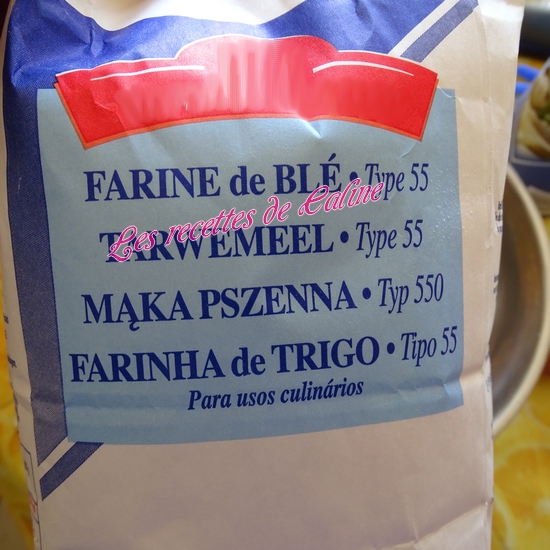 FARINE de BLÉ • Type 55
Les recettes de Caline
TARWEMEEL • Type 55
MĄKA PSZENNA • Typ 550
FARINHA de TRIGO • Tipo 55
Para usos culinários